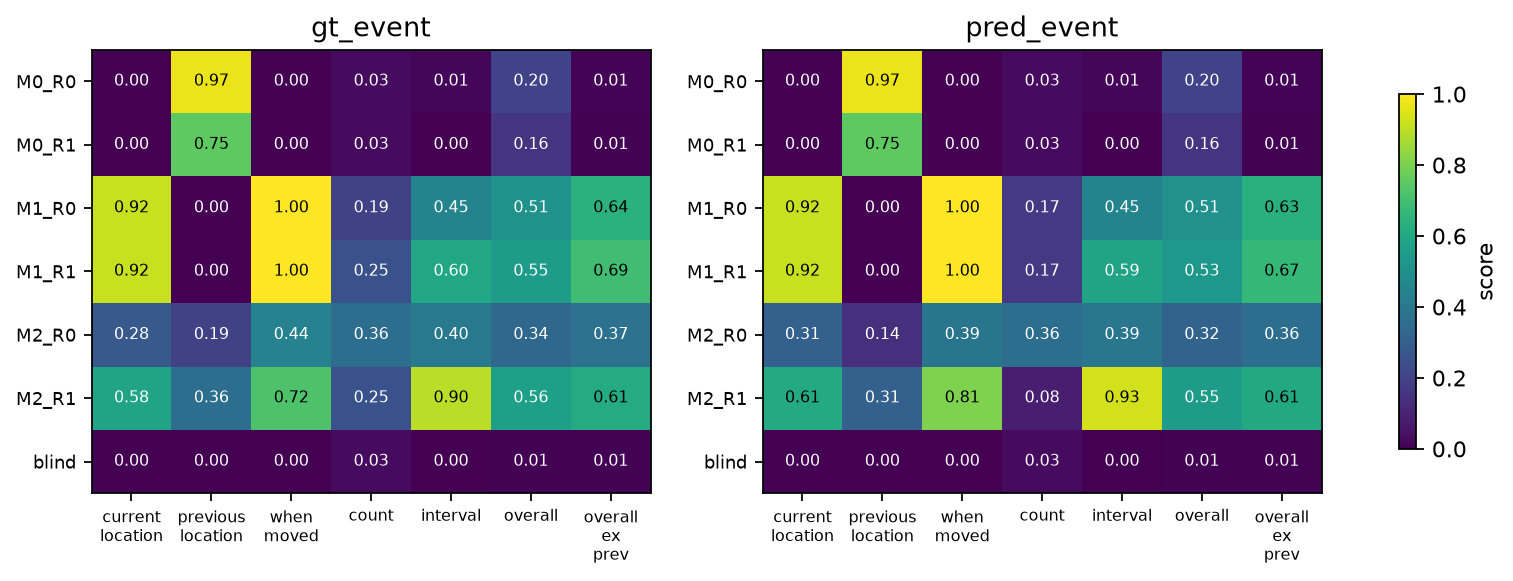 gt_event
pred_event
M0_R0 0.00 0.97 0.00 0.03 0.01 0.20 0.01
M0_R1 0.00 0.75 0.00 0.03 0.00 0.16 0.01
M1_R0 0.92 0.00 1.00 0.19 0.45 0.51 0.64
M1_R1 0.92 0.00 1.00 0.25 0.60 0.55 0.69
M2_R0 0.28 0.19 0.44 0.36 0.40 0.34 0.37
M2_R1 0.58 0.36 0.72 0.25 0.90 0.56 0.61
blind 0.00 0.00 0.00 0.03 0.00 0.01 0.01
current previous when count interval overall overall
location location moved ex
prev
M0_R0 0.00 0.97 0.00 0.03 0.01 0.20 0.01
M0_R1 0.00 0.75 0.00 0.03 0.00 0.16 0.01
M1_R0 0.92 0.00 1.00 0.17 0.45 0.51 0.63
M1_R1 0.92 0.00 1.00 0.17 0.59 0.53 0.67
M2_R0 0.31 0.14 0.39 0.36 0.39 0.32 0.36
M2_R1 0.61 0.31 0.81 0.08 0.93 0.55 0.61
blind 0.00 0.00 0.00 0.03 0.00 0.01 0.01
current previous when count interval overall overall
location location moved ex
prev
1.0
0.8
0.6
0.4
0.2
0.0
score